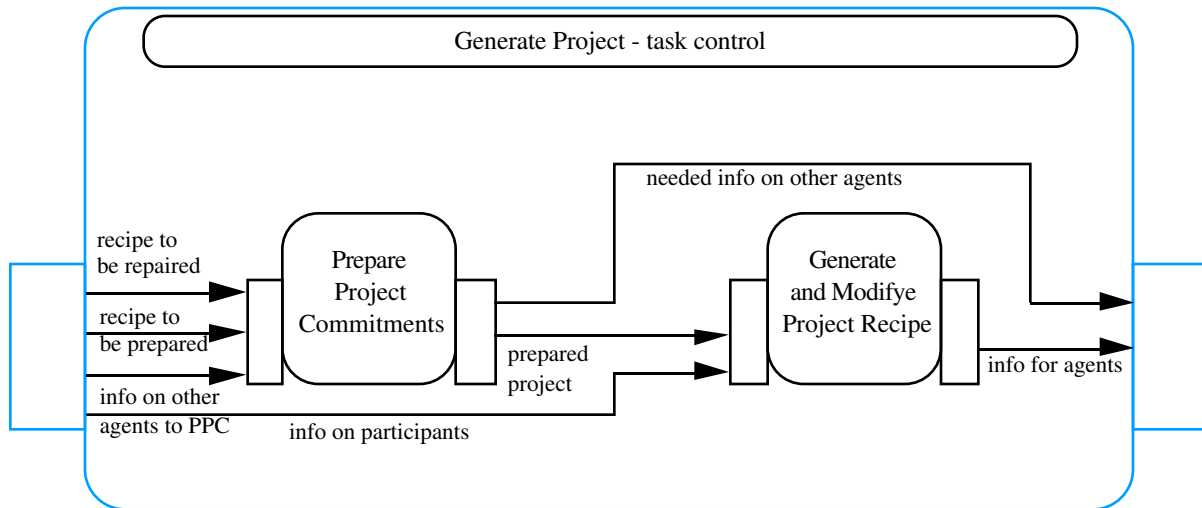 Generate Project - task control
needed info on other agents
recipe to
be repaired
Prepare
Project
Commitments
Generate
and Modifye
Project Recipe
recipe to
be prepared
prepared
project
info for agents
info on other
agents to PPC
info on participants